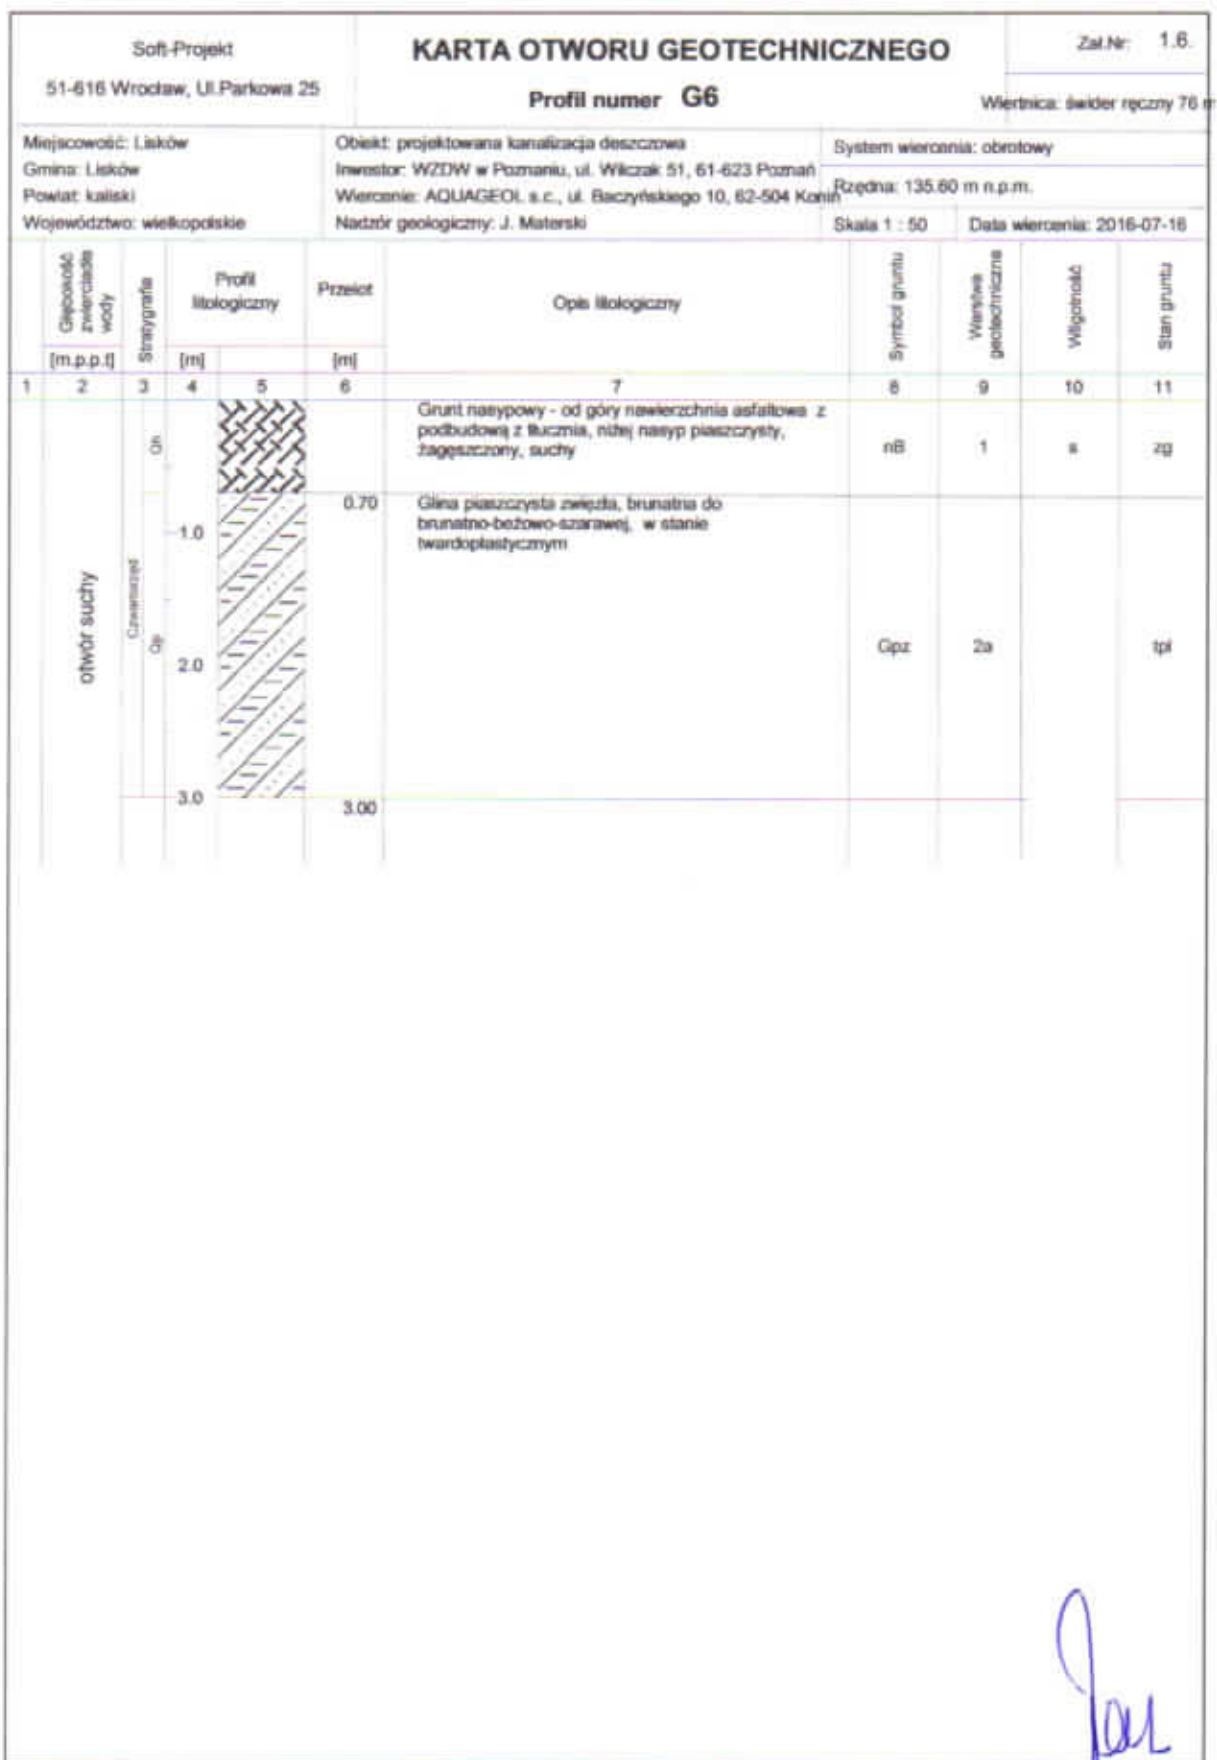 Soft-Projekt
51-616 Wrocław, Ul.Parkowa 25
KARTA OTWORU GEOTECHNICZNEGO
Profil numer G6
Zał.Nr: 1.6.
Wiertnica: świder ręczny 76 m
Miejscowość: Lisków
Gmina: Lisków
Powiat: kaliski
Województwo: wielkopolskie
Obiekt: projektowana kanalizacja deszczowa
Inwestor: WZDW w Poznaniu, ul. Wilczak 51, 61-623 Poznań
Wiercenie: AQUAGEOL s.c., ul. Baczyńskiego 10, 62-504 Konin
Nadzór geologiczny: J. Materski
System wiercenia: obrotowy
Rzędna: 135.60 m n.p.m.
Skala 1 : 50
Data wiercenia: 2016-07-16
Głębokość zwierciadła wody
[m.p.p.t]
Stratygrafia
Profil litologiczny
[m]
Przelot
[m]
Opis litologiczny
Symbol gruntu
Warstwa geotechniczna
Wilgotność
Stan gruntu
1 2 3 4 5 6 7 8 9 10 11
otwór suchy
Czwartorzęd
Qh
Qp
1.0
2.0
3.0
0.70
3.00
Grunt nasypowy - od góry nawierzchnia asfaltowa z
podbudową z tłucznia, niżej nasyp piaszczysty,
zagęszczony, suchy
nB 1 s zg
Glina piaszczysta zwięzła, brunatna do
brunatno-beżowo-szarawej, w stanie
twardoplastycznym
Gpz 2a tpl